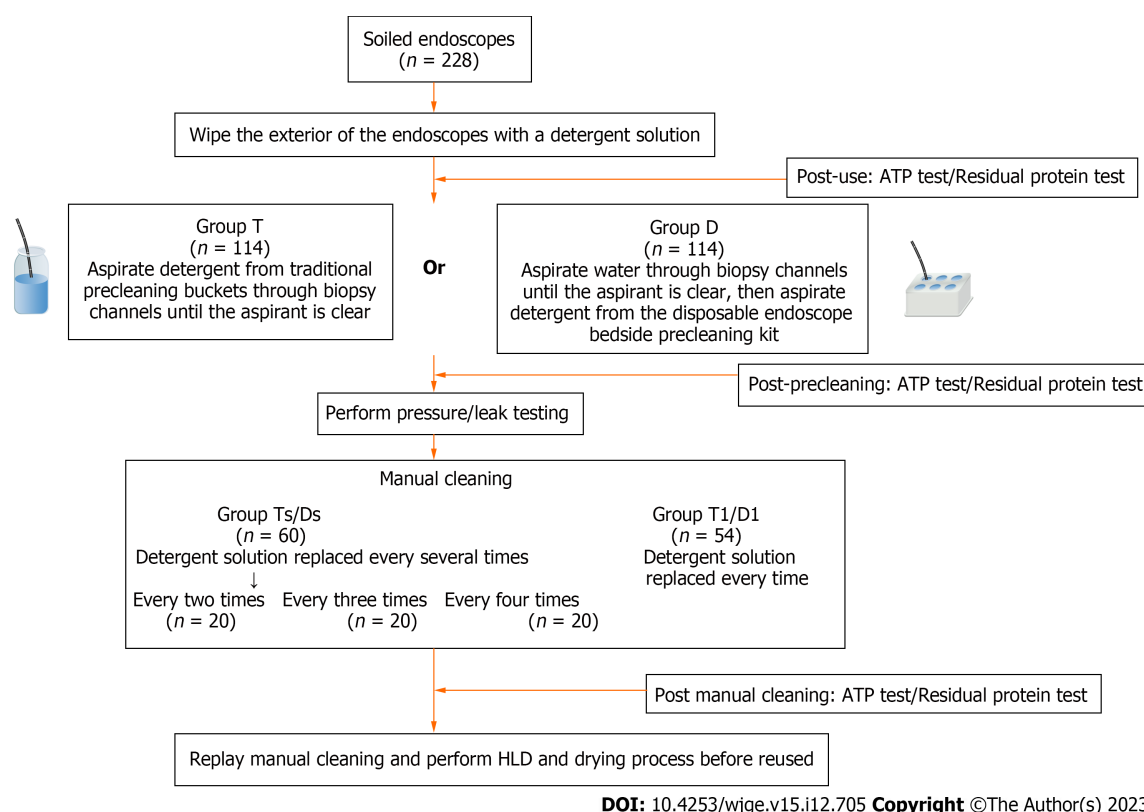 Soiled endoscopes
(n = 228)
Wipe the exterior of the endoscopes with a detergent solution
Post-use: ATP test/Residual protein test
Group T
(n = 114)
Aspirate detergent from traditional
precleaning buckets through biopsy
channels until the aspirant is clear
Or
Group D
(n = 114)
Aspirate water through biopsy channels
until the aspirant is clear, then aspirate
detergent from the disposable endoscope
bedside precleaning kit
Post-precleaning: ATP test/Residual protein test
Perform pressure/leak testing
Manual cleaning
Group Ts/Ds
(n = 60)
Detergent solution replaced every several times
↓
Every two times Every three times Every four times
(n = 20) (n = 20) (n = 20)
Group T1/D1
(n = 54)
Detergent solution
replaced every time
Post manual cleaning: ATP test/Residual protein test
Replay manual cleaning and perform HLD and drying process before reused
DOI: 10.4253/wjge.v15.i12.705 Copyright ©The Author(s) 2023